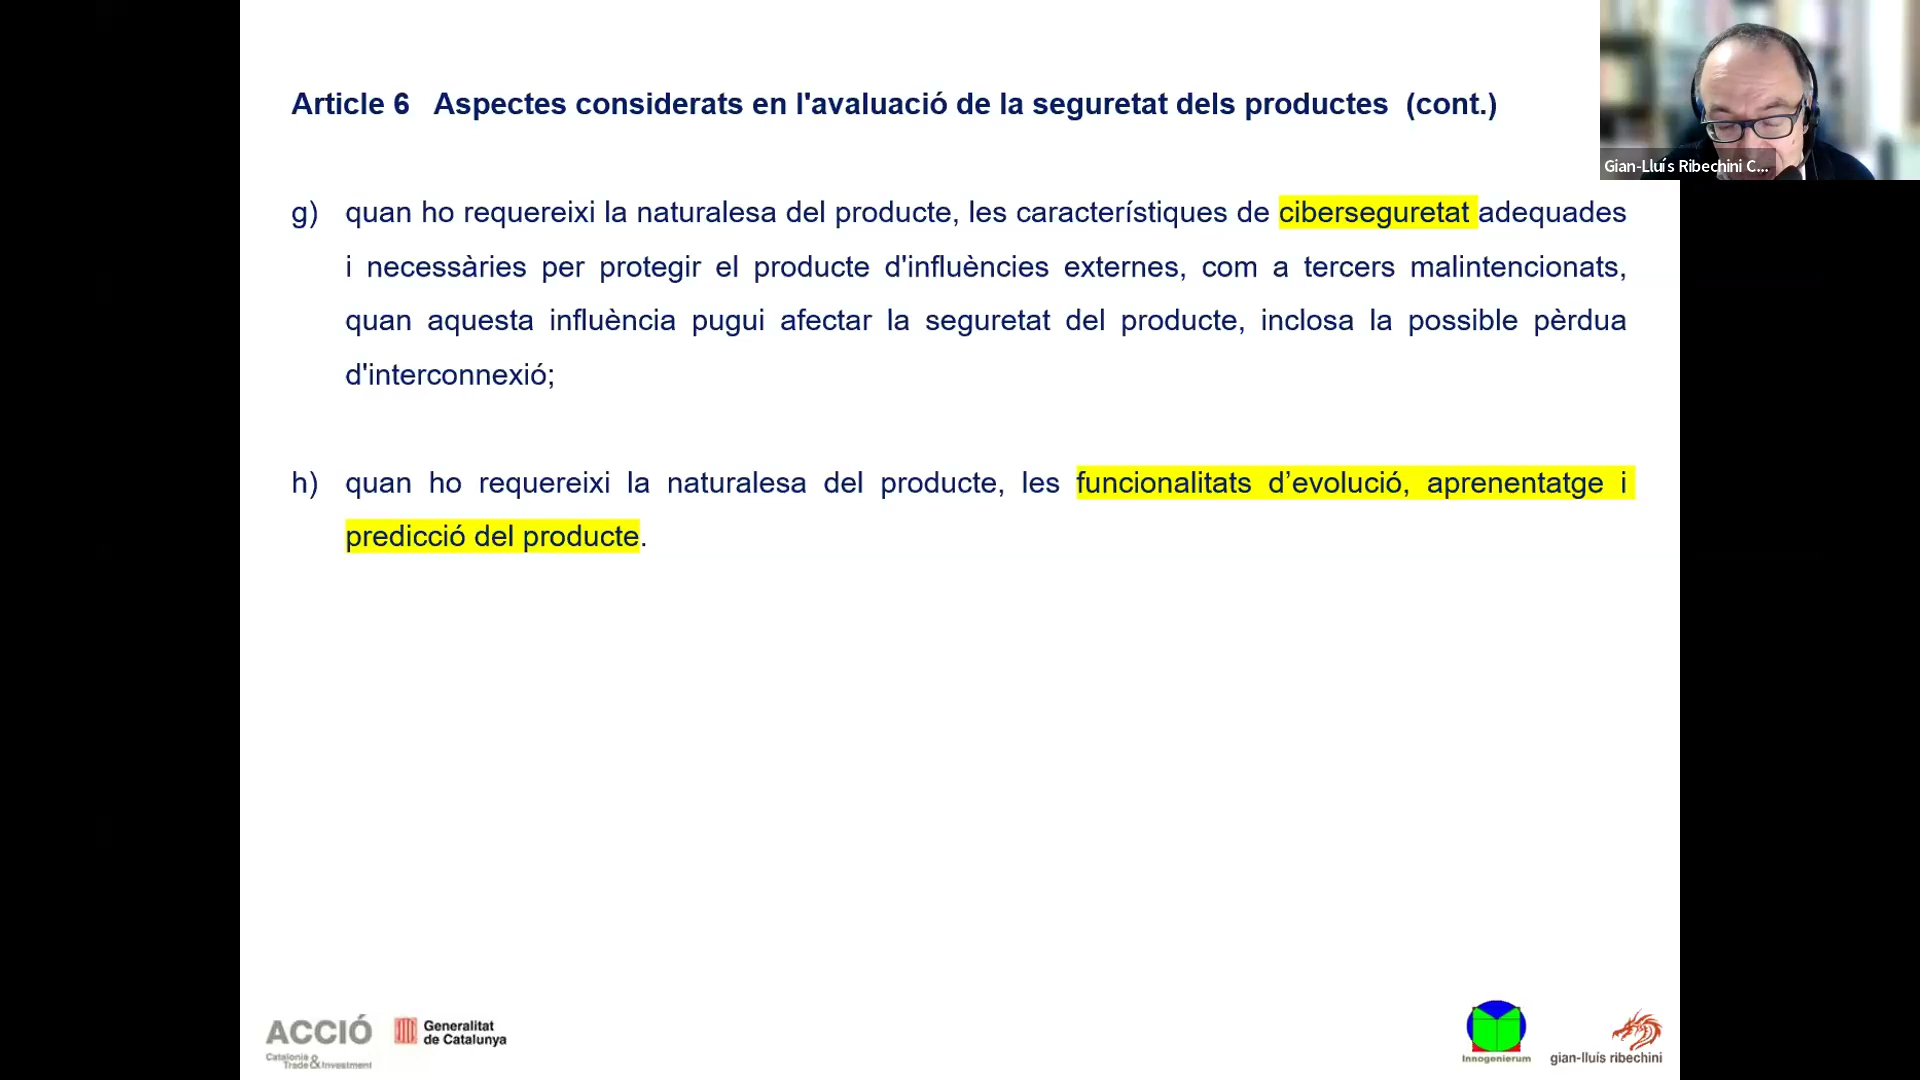 Article 6   Aspectes considerats en l'avaluació de la seguretat dels productes  (cont.)
Gian-Lluís Ribechini C...
g) quan ho requereixi la naturalesa del producte, les característiques de ciberseguretat adequades
i necessàries per protegir el producte d'influències externes, com a tercers malintencionats,
quan aquesta influència pugui afectar la seguretat del producte, inclosa la possible pèrdua
d'interconnexió;
h) quan ho requereixi la naturalesa del producte, les funcionalitats d’evolució, aprenentatge i
predicció del producte.
ACCIÓ
Catalonia
Trade & Investment
Generalitat
de Catalunya
Innogenierum
gian-lluís ribechini